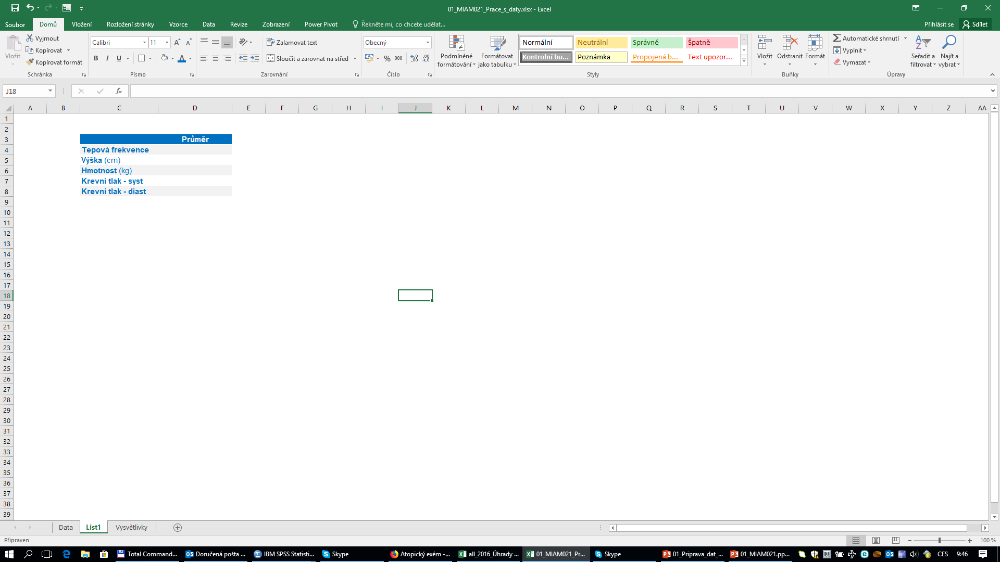 01_MIAM021_Prace_s_daty.xlsx - Excel
Soubor Domů Vložení Rozložení stránky Vzorce Data Revize Zobrazení Power Pivot Řekněte mi, co chcete udělat... Přihlásit se Sdílet
Vložit
Vyjmout
Kopírovat
Kopírovat formát
Schránka
Calibri 11
B I U
Písmo
Zalamovat text
Sloučit a zarovnat na střed
Zarovnání
Obecný
% 000
Číslo
Podmíněné formátování
Formátovat jako tabulku
Normální Neutrální Správně Špatně
Kontrolní bu... Poznámka Propojená b... Text upozor...
Styly
Vložit Odstranit Formát
Buňky
Automatické shrnutí
Vyplnit
Vymazat
Seřadit a filtrovat
Najít a vybrat
Úpravy
J18 fx
A B C D E F G H I J K L M N O P Q R S T U V W X Y Z AA
1
2
3 Průměr
4 Tepová frekvence
5 Výška (cm)
6 Hmotnost (kg)
7 Krevní tlak - syst
8 Krevní tlak - diast
9
10
11
12
13
14
15
16
17
18
19
20
21
22
23
24
25
26
27
28
29
30
31
32
33
34
35
36
37
38
39
Data List1 Vysvětlivky
Připraven 100 %
Total Command... Doručená pošta ... IBM SPSS Statisti... Skype Atopický exém -... all_2016_Úhrady ... 01_MIAM021_Pr... Skype 01_Priprava_dat_... 01_MIAM021.pp... CES 9:46